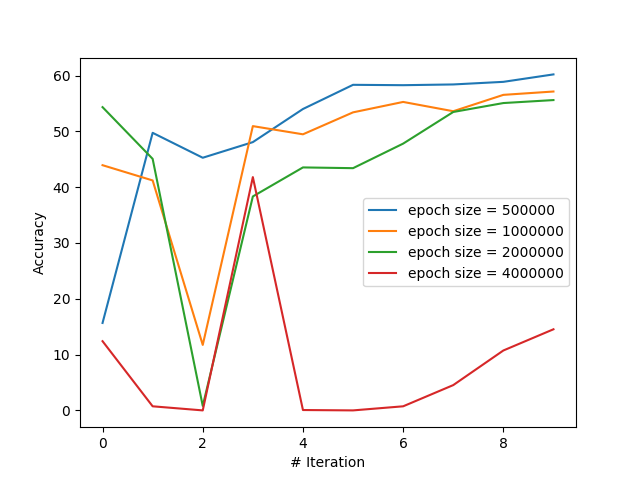 60
50
40
30
20
10
0
Accuracy
epoch size = 500000
epoch size = 1000000
epoch size = 2000000
epoch size = 4000000
0 2 4 6 8
# Iteration